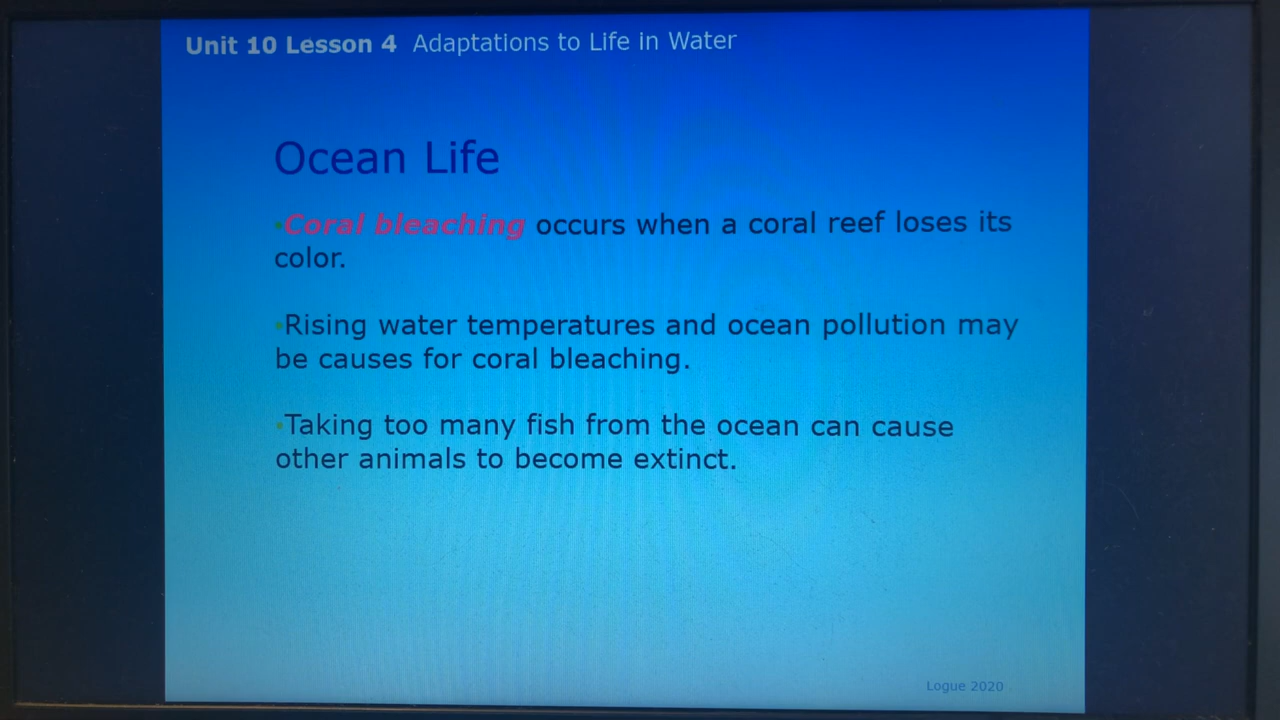 Unit 10 Lesson 4 Adaptations to Life in Water
Ocean Life
•Coral bleaching occurs when a coral reef loses its
color.
•Rising water temperatures and ocean pollution may
be causes for coral bleaching.
•Taking too many fish from the ocean can cause
other animals to become extinct.
Logue 2020